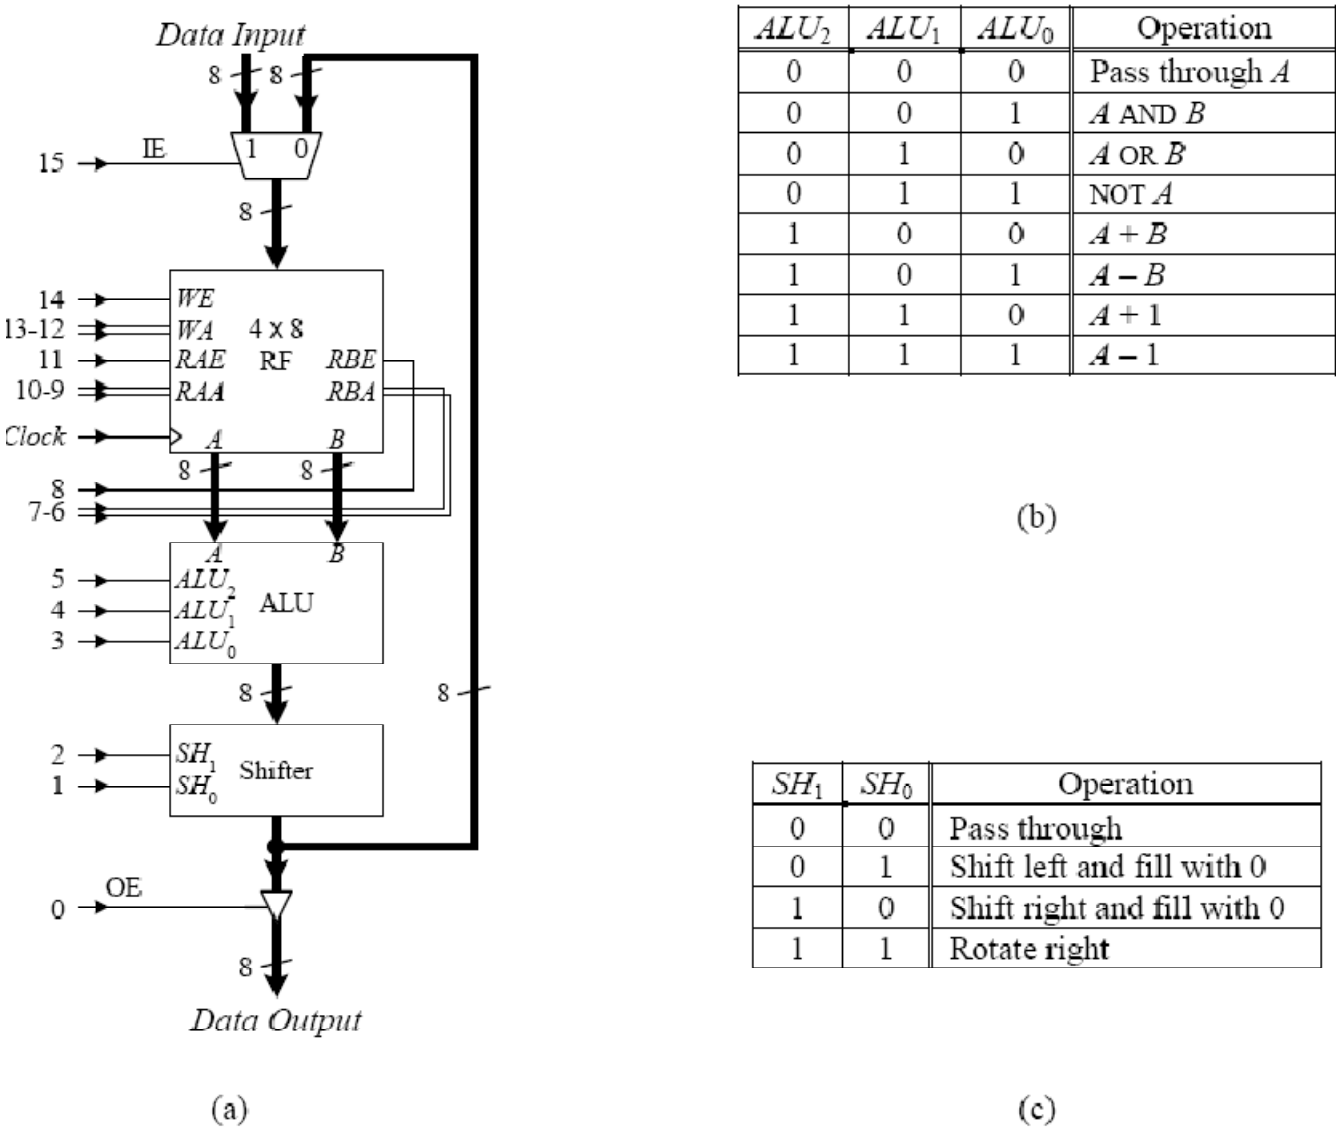 Data Input
8
8
15
IE
1
0
8
14
WE
13-12
WA
4 x 8
11
RAE
RF
RBE
10-9
RAA
RBA
Clock
A
B
8
8
8
7-6
A
B
5
ALU2
4
ALU1
ALU
3
ALU0
8
8
2
SH1
Shifter
1
SH0
OE
0
8
Data Output
(a)
ALU2 ALU1 ALU0 Operation
0 0 0 Pass through A
0 0 1 A AND B
0 1 0 A OR B
0 1 1 NOT A
1 0 0 A + B
1 0 1 A – B
1 1 0 A + 1
1 1 1 A – 1
(b)
SH1 SH0 Operation
0 0 Pass through
0 1 Shift left and fill with 0
1 0 Shift right and fill with 0
1 1 Rotate right
(c)